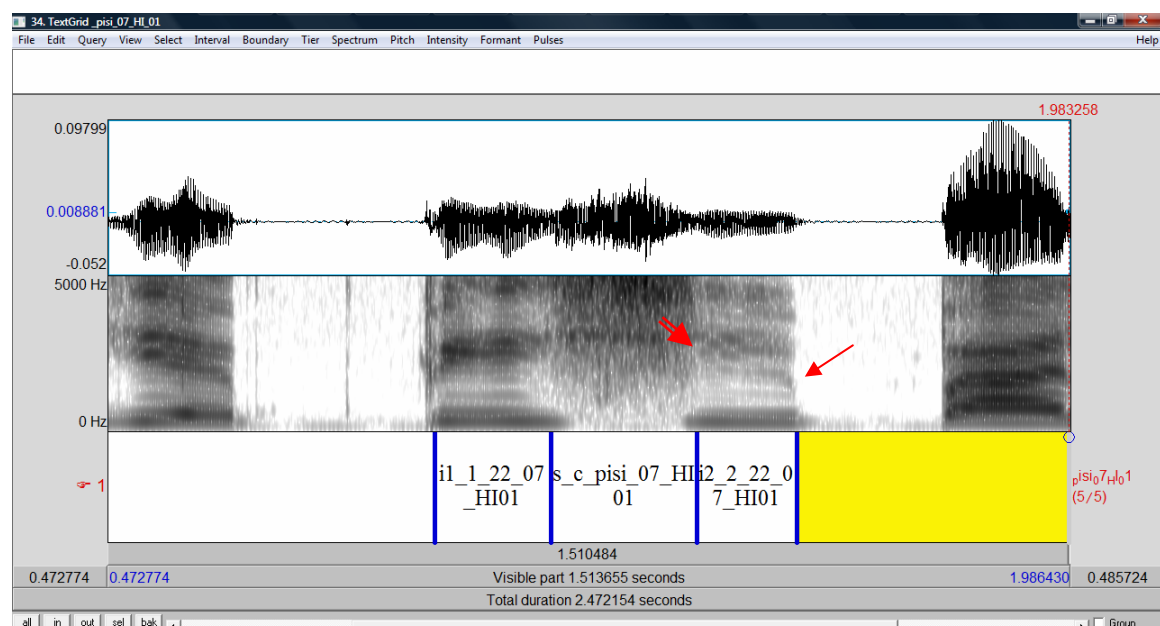 34. TextGrid _pisi_07_HI_01
File Edit Query View Select Interval Boundary Tier Spectrum Pitch Intensity Formant Pulses Help
1.983258
0.09799
0.008881
-0.052
5000 Hz
0 Hz
☞ 1
i1_1_22_07
_HI01
s_c_pisi_07_HI
01
i2_2_22_0
7_HI01
pisi07HI01
(5/5)
1.510484
0.472774 0.472774 Visible part 1.513655 seconds 1.986430 0.485724
Total duration 2.472154 seconds
all in out sel bak Group